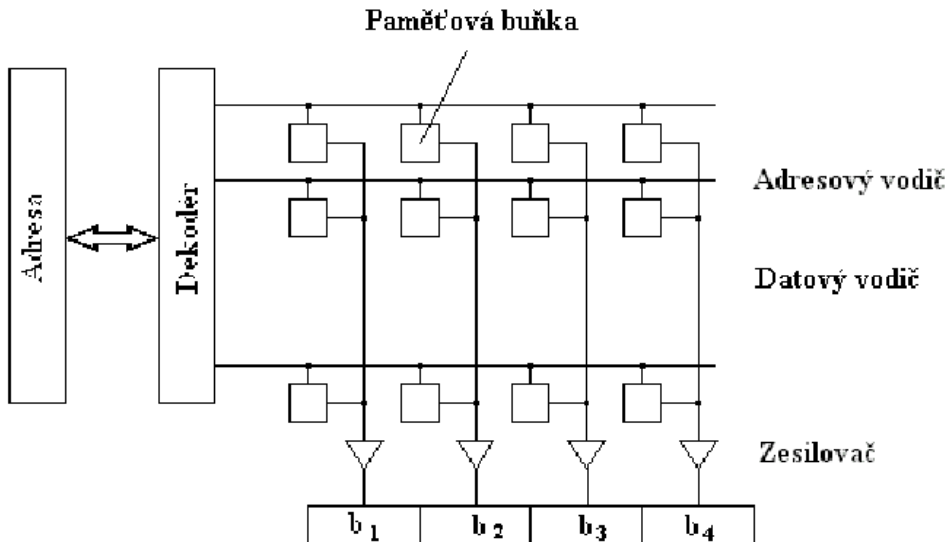 Paměťová buňka
Adresa
Dekodér
Adresový vodič
Datový vodič
Zesilovač
b1 b2 b3 b4